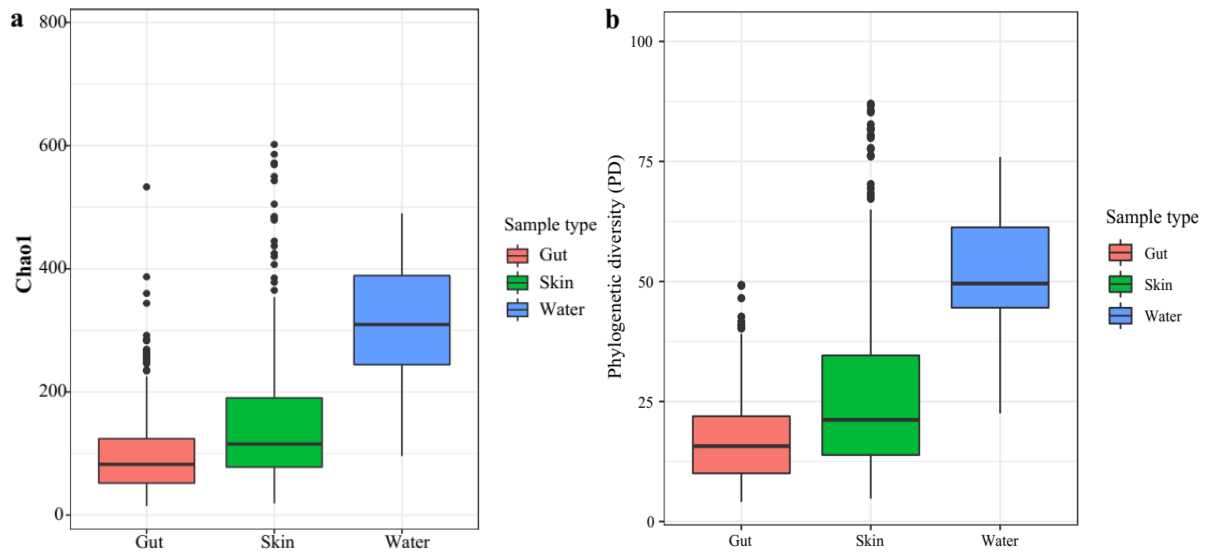 a
Chao1
800
600
400
200
0
Gut
Skin
Water
Sample type
Gut
Skin
Water
b
Phylogenetic diversity (PD)
100
75
50
25
0
Gut
Skin
Water
Sample type
Gut
Skin
Water